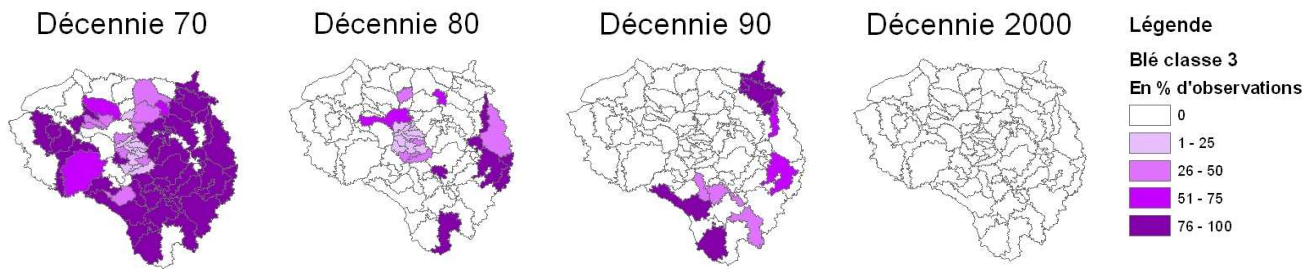 Décennie 70
Décennie 80
Décennie 90
Décennie 2000
Légende
Blé classe 3
En % d'observations
0
1 - 25
26 - 50
51 - 75
76 - 100